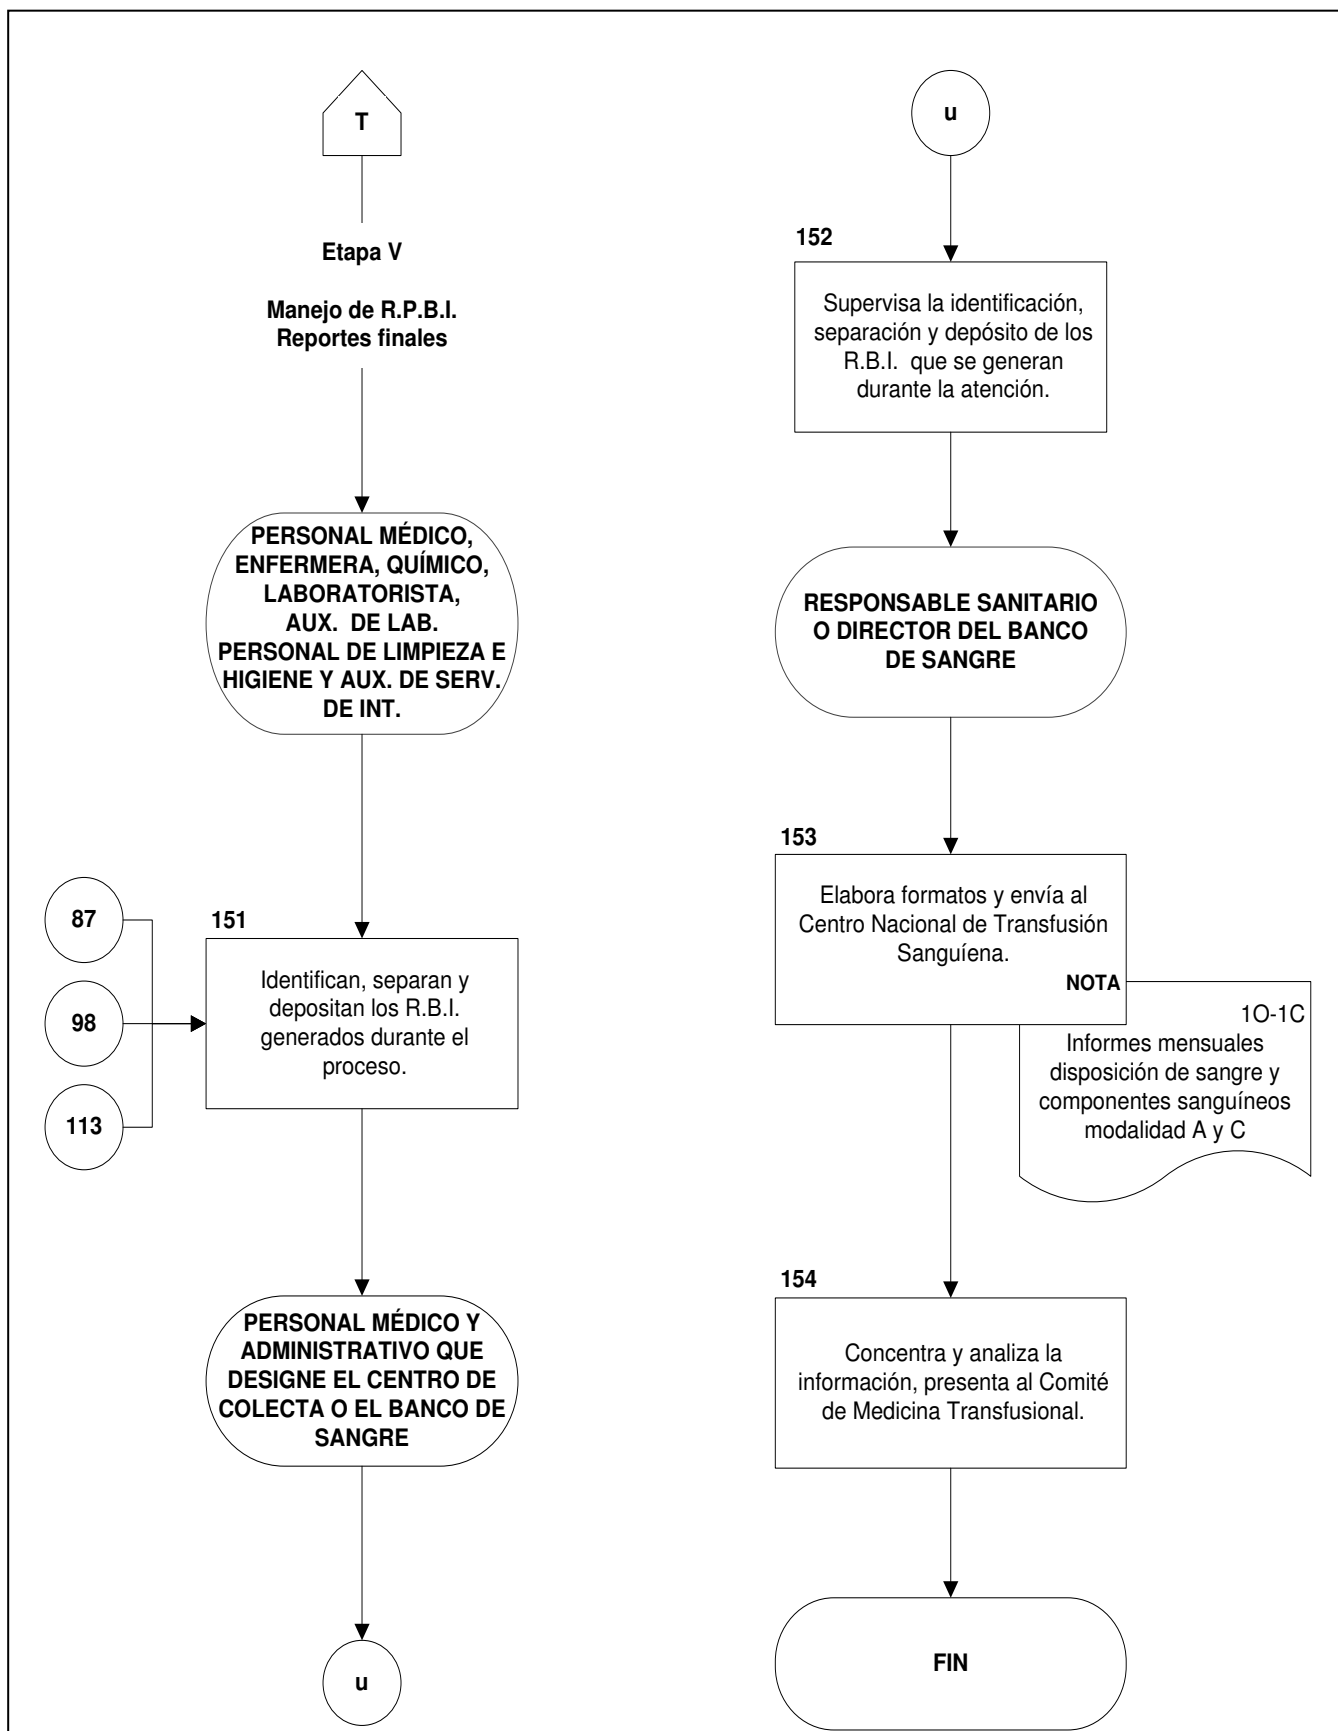 T
Etapa V
Manejo de R.P.B.I.
Reportes finales
PERSONAL MÉDICO,
ENFERMERA, QUÍMICO,
LABORATORISTA,
AUX. DE LAB.
PERSONAL DE LIMPIEZA E
HIGIENE Y AUX. DE SERV.
DE INT.
87
98
113
151
Identifican, separan y
depositan los R.B.I.
generados durante el
proceso.
PERSONAL MÉDICO Y
ADMINISTRATIVO QUE
DESIGNE EL CENTRO DE
COLECTA O EL BANCO DE
SANGRE
u
u
152
Supervisa la identificación,
separación y depósito de los
R.B.I. que se generan
durante la atención.
RESPONSABLE SANITARIO
O DIRECTOR DEL BANCO
DE SANGRE
153
Elabora formatos y envía al
Centro Nacional de Transfusión
Sanguíena.
NOTA
1O-1C
Informes mensuales
disposición de sangre y
componentes sanguíneos
modalidad A y C
154
Concentra y analiza la
información, presenta al Comité
de Medicina Transfusional.
FIN